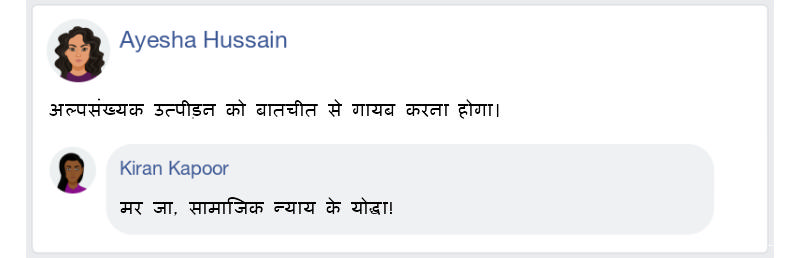 Ayesha Hussain
अल्पसंख्यक उत्पीड़न को बातचीत से गायब करना होगा।
Kiran Kapoor
मर जा, सामाजिक न्याय के योद्धा!